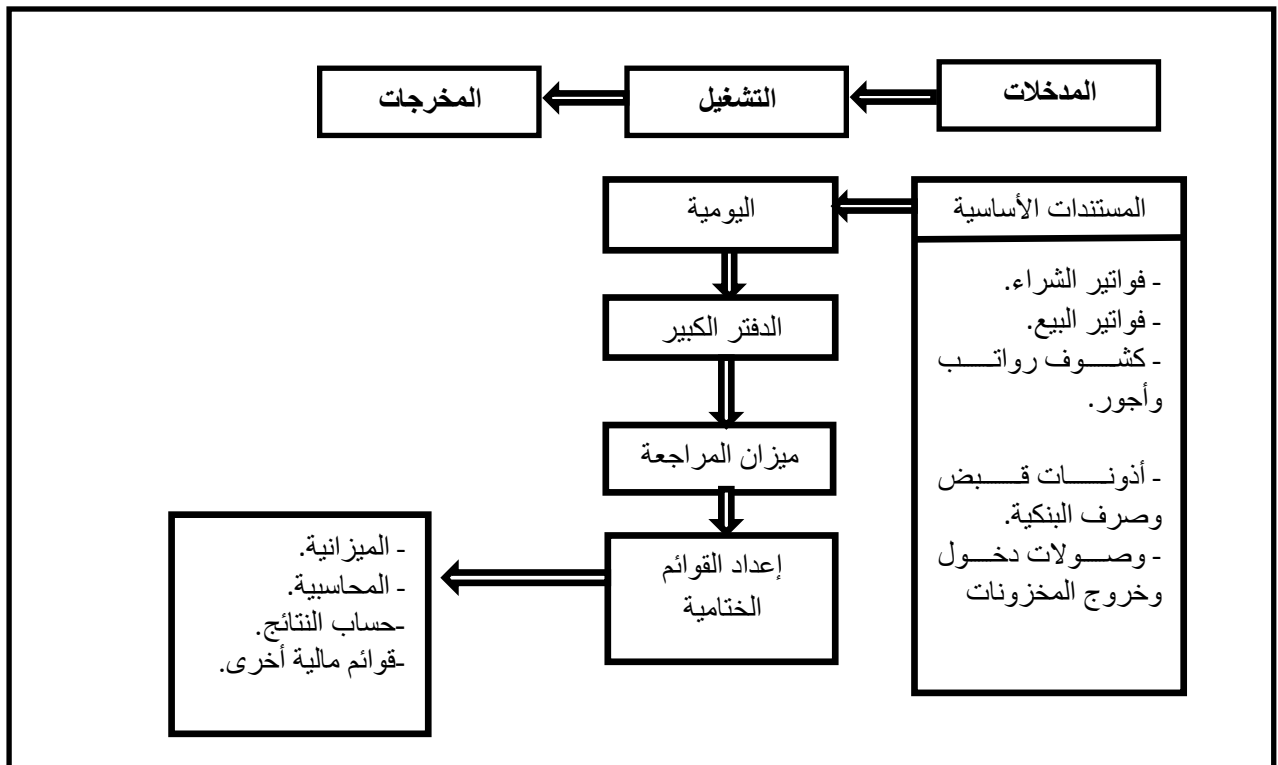 المدخلات
التشغيل
المخرجات
المستندات الأساسية
- فواتير الشراء.
- فواتير البيع.
- كشوف رواتب
وأجور.
- أذونات قبض
وصرف البنكية.
- وصولات دخول
وخروج المخزونات
اليومية
الدفتر الكبير
ميزان المراجعة
إعداد القوائم
الختامية
- الميزانية.
- المحاسبية.
-حساب النتائج.
-قوائم مالية أخرى.